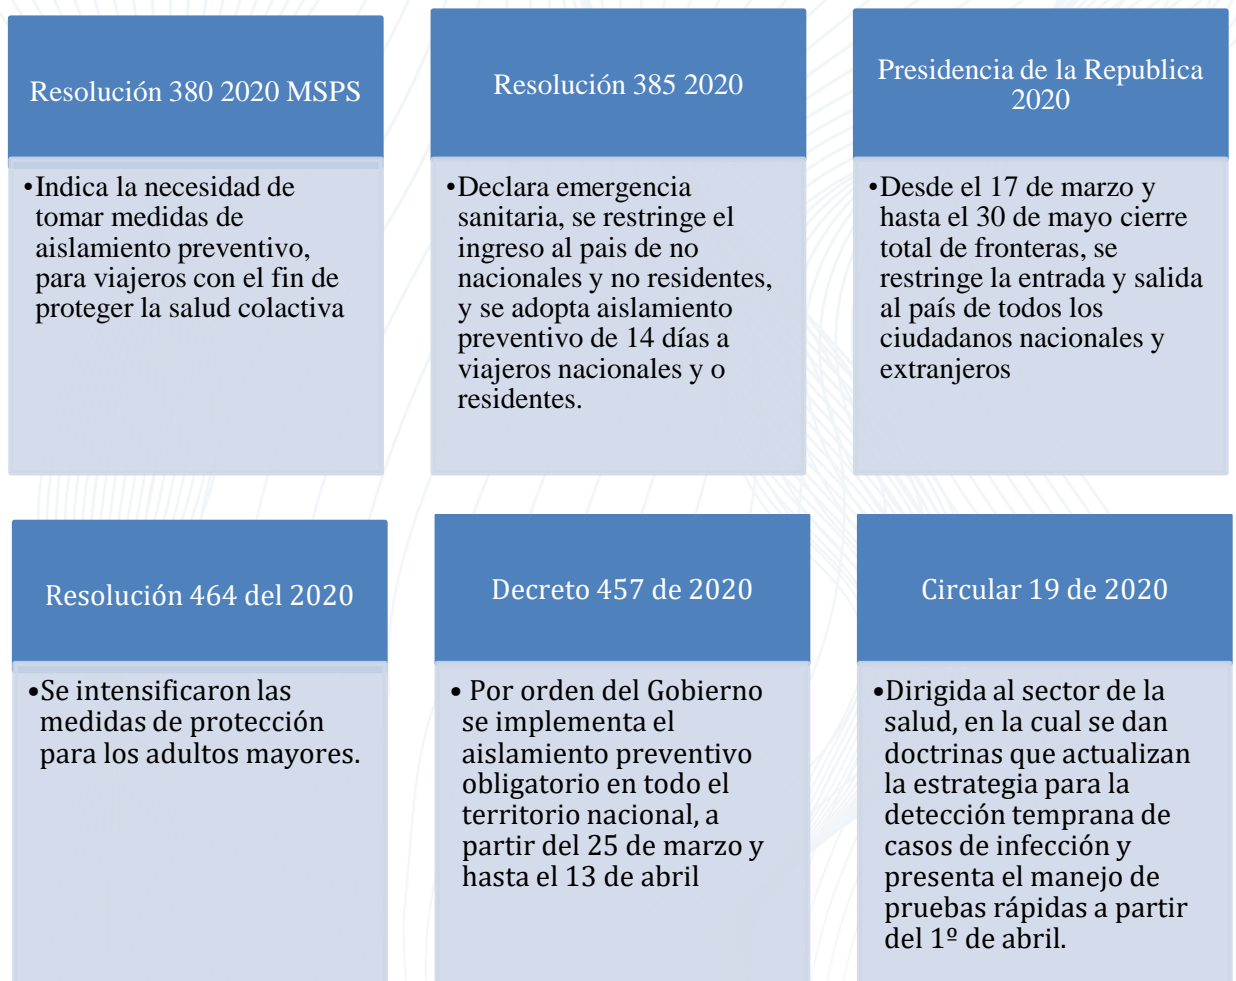 Resolución 380 2020 MSPS
•Indica la necesidad de
tomar medidas de
aislamiento preventivo,
para viajeros con el fin de
proteger la salud colactiva
Resolución 385 2020
•Declara emergencia
sanitaria, se restringe el
ingreso al pais de no
nacionales y no residentes,
y se adopta aislamiento
preventivo de 14 días a
viajeros nacionales y o
residentes.
Presidencia de la Republica
2020
•Desde el 17 de marzo y
hasta el 30 de mayo cierre
total de fronteras, se
restringe la entrada y salida
al país de todos los
ciudadanos nacionales y
extranjeros
Resolución 464 del 2020
•Se intensificaron las
medidas de protección
para los adultos mayores.
Decreto 457 de 2020
• Por orden del Gobierno
se implementa el
aislamiento preventivo
obligatorio en todo el
territorio nacional, a
partir del 25 de marzo y
hasta el 13 de abril
Circular 19 de 2020
•Dirigida al sector de la
salud, en la cual se dan
doctrinas que actualizan
la estrategia para la
detección temprana de
casos de infección y
presenta el manejo de
pruebas rápidas a partir
del 1º de abril.